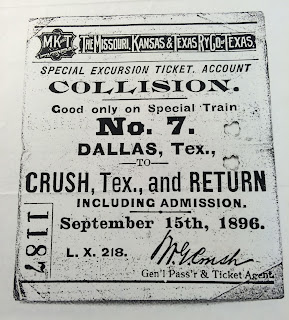 MK&T THE MISSOURI, KANSAS & TEXAS RY CO. OF TEXAS.
SPECIAL EXCURSION TICKET. ACCOUNT
COLLISION.
Good only on Special Train
No. 7.
DALLAS, Tex.,
TO
CRUSH, Tex., and RETURN
INCLUDING ADMISSION.
September 15th, 1896.
1187
L. X. 218.
W. G. Crush
Gen'l Pass'r & Ticket Agent.